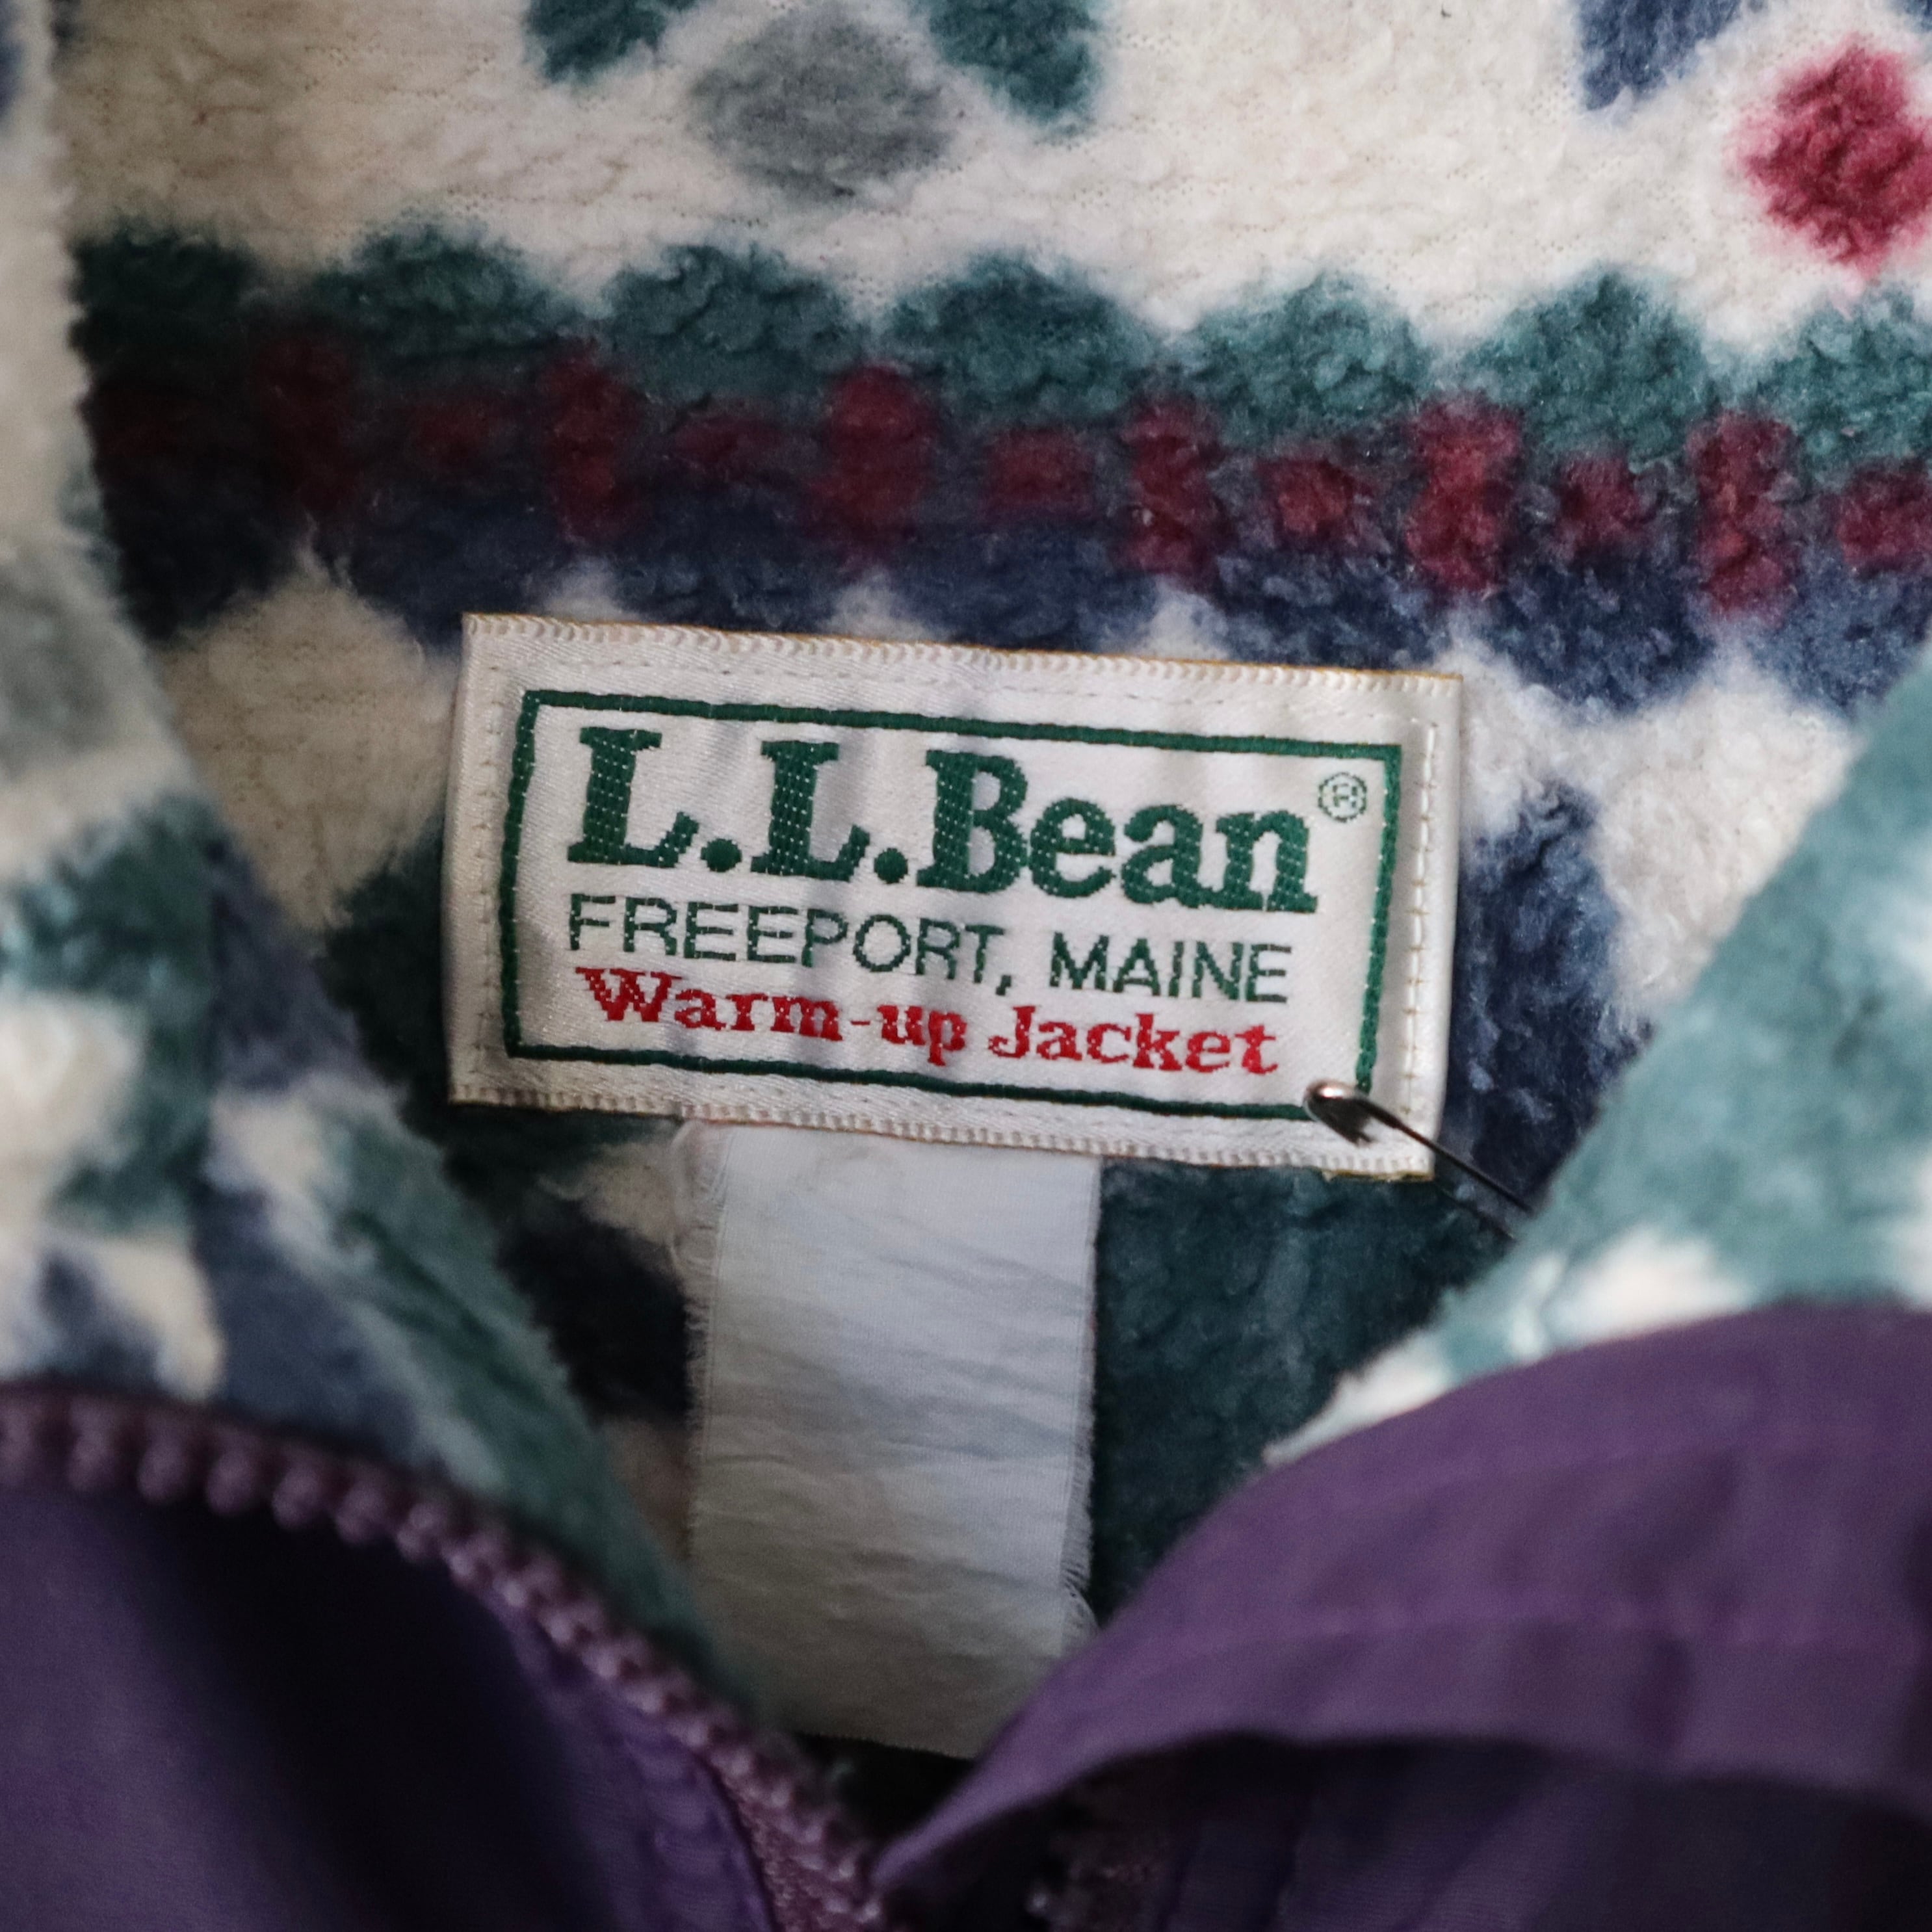 L.L.Bean®
FREEPORT, MAINE
Warm-up Jacket